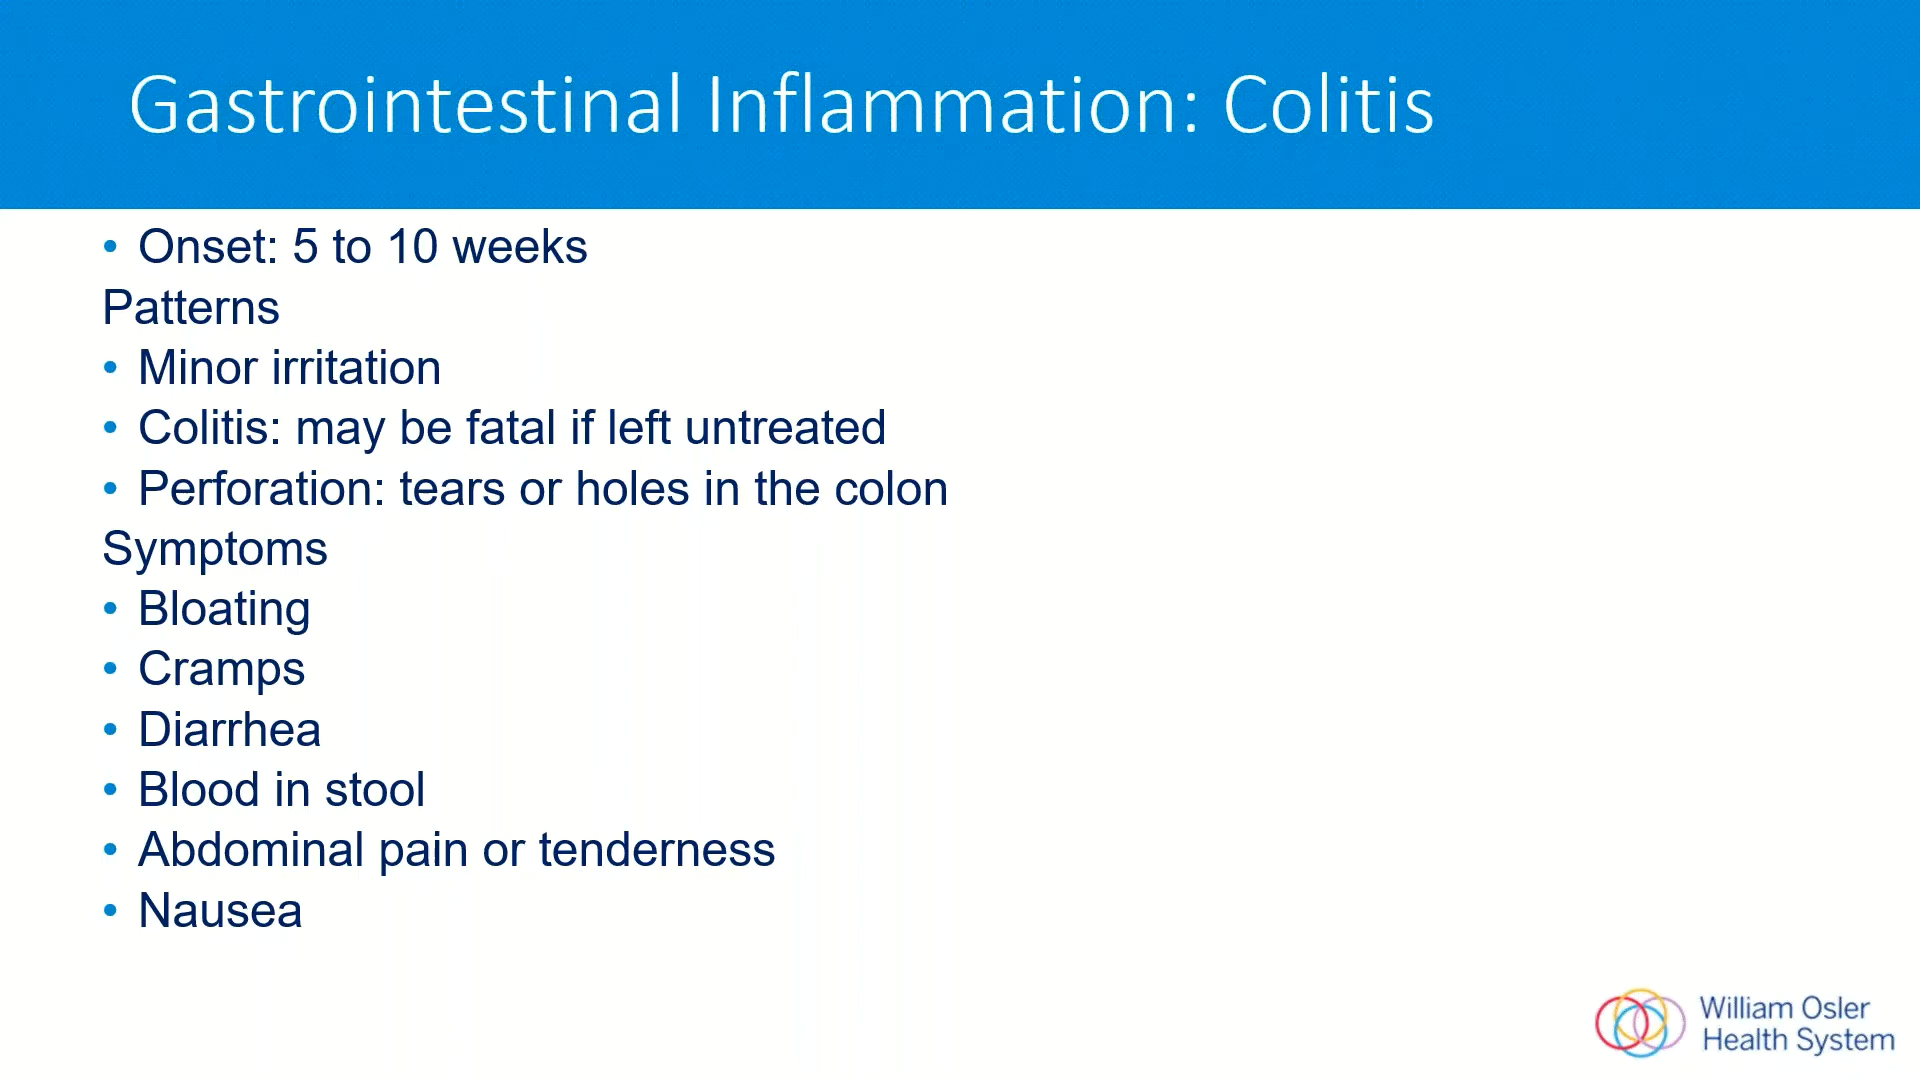 Gastrointestinal Inflammation: Colitis
• Onset: 5 to 10 weeks
Patterns
• Minor irritation
• Colitis: may be fatal if left untreated
• Perforation: tears or holes in the colon
Symptoms
• Bloating
• Cramps
• Diarrhea
• Blood in stool
• Abdominal pain or tenderness
• Nausea
William Osler
Health System